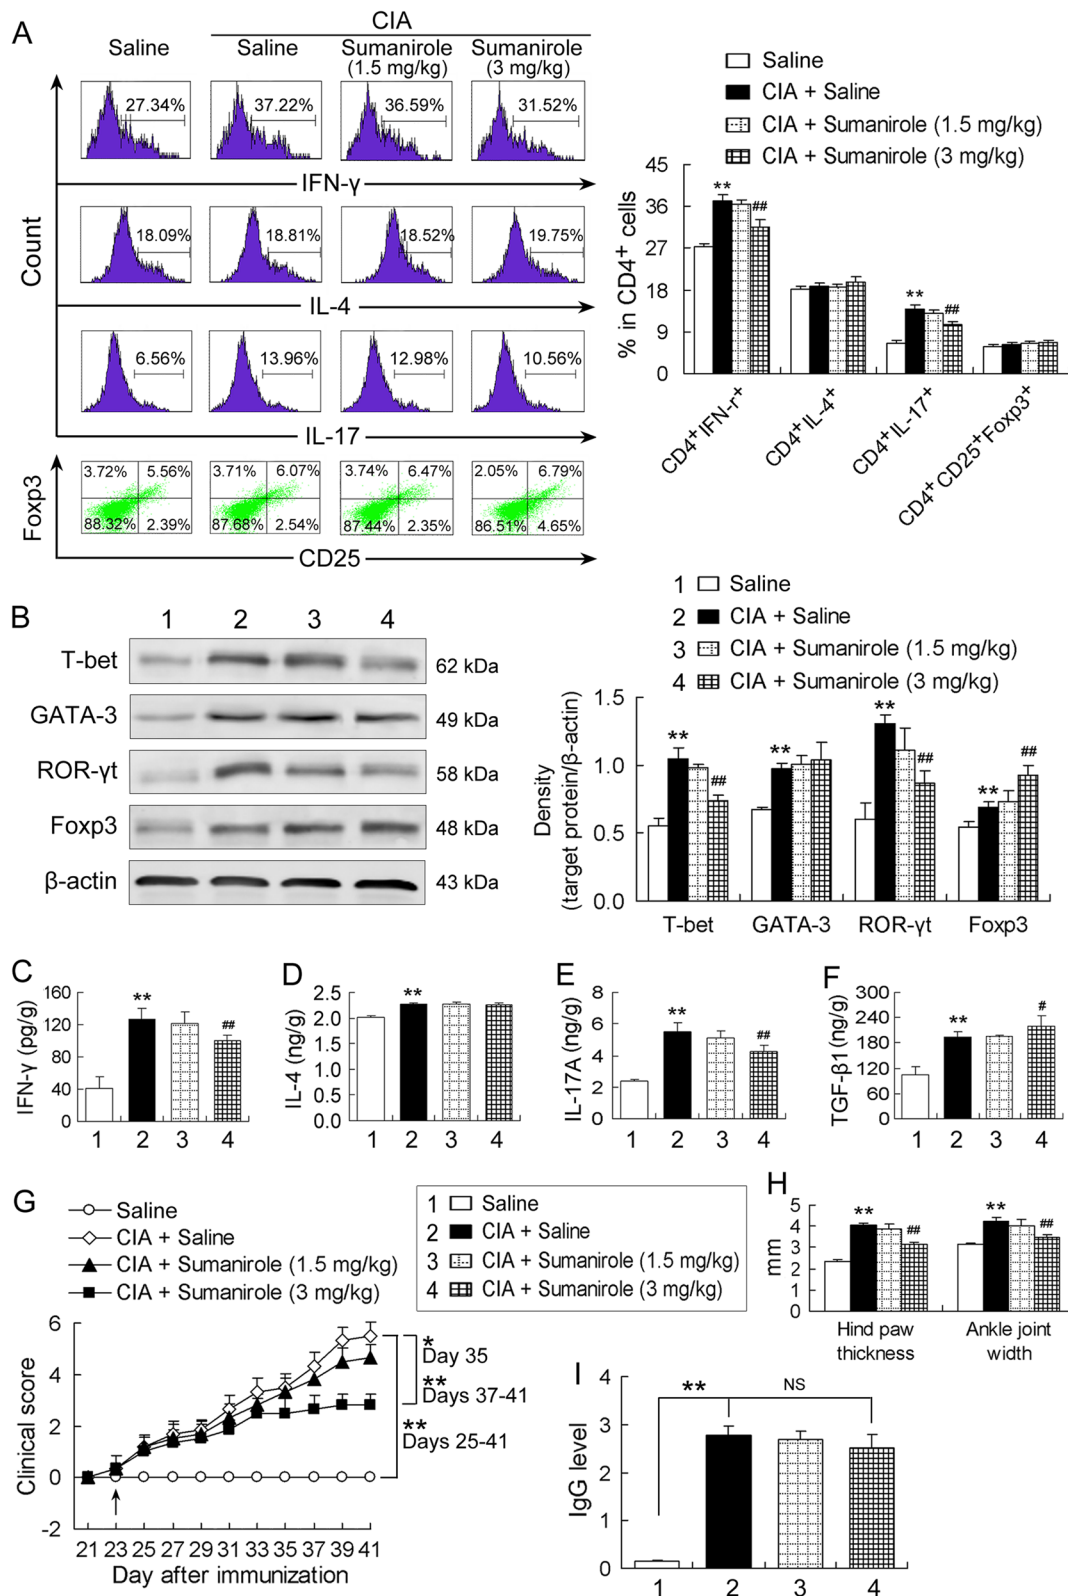 A
CIA
Saline
Saline
Sumanirole
(1.5 mg/kg)
Sumanirole
(3 mg/kg)
27.34%
37.22%
36.59%
31.52%
IFN-γ
18.09%
18.81%
18.52%
19.75%
IL-4
6.56%
13.96%
12.98%
10.56%
IL-17
Count
3.72% 5.56%
88.32% 2.39%
3.71% 6.07%
87.68% 2.54%
3.74% 6.47%
87.44% 2.35%
2.05% 6.79%
86.51% 4.65%
Foxp3
CD25
Saline
CIA + Saline
CIA + Sumanirole (1.5 mg/kg)
CIA + Sumanirole (3 mg/kg)
% in CD4+ cells
45
36
27
18
9
0
**
##
**
##
CD4+IFN-r+
CD4+IL-4+
CD4+IL-17+
CD4+CD25+Foxp3+
B
1 2 3 4
T-bet 62 kDa
GATA-3 49 kDa
ROR-γt 58 kDa
Foxp3 48 kDa
β-actin 43 kDa
1 Saline
2 CIA + Saline
3 CIA + Sumanirole (1.5 mg/kg)
4 CIA + Sumanirole (3 mg/kg)
Density
(target protein/β-actin)
1.5
1.0
0.5
0.0
**
##
**
**
##
**
##
T-bet GATA-3 ROR-γt Foxp3
C
IFN-γ (pg/g)
160
120
80
40
0
**
##
1 2 3 4
D
IL-4 (ng/g)
2.5
2.0
1.5
1.0
0.5
0.0
**
1 2 3 4
E
IL-17A (ng/g)
8
6
4
2
0
**
##
1 2 3 4
F
TGF-β1 (ng/g)
300
240
180
120
60
0
**
#
1 2 3 4
G
Saline
CIA + Saline
CIA + Sumanirole (1.5 mg/kg)
CIA + Sumanirole (3 mg/kg)
Clinical score
6
4
2
0
-2
*
Day 35
**
Days 37-41
**
Days 25-41
21 23 25 27 29 31 33 35 37 39 41
Day after immunization
1 Saline
2 CIA + Saline
3 CIA + Sumanirole (1.5 mg/kg)
4 CIA + Sumanirole (3 mg/kg)
H
mm
5
4
3
2
1
0
**
##
**
##
Hind paw
thickness
Ankle joint
width
I
IgG level
4
3
2
1
0
**
NS
1 2 3 4